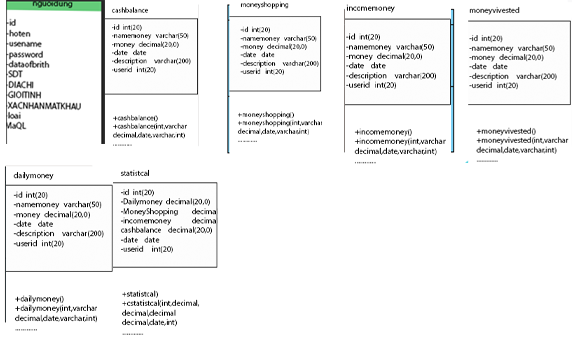 nguoidung
-id
-hoten
-usename
-password
-dataofbrith
-SDT
-DIACHI
-GIOITINH
-XACNHANMATKHAU
-loai
MaQL
cashbalance
-id int(20)
-namemoney varchar(50)
-money decimal(20,0)
-date date
-description varchar(200)
-userid int(20)
+cashbalance()
+cashbalance(int,varchar
decimal,date,varchar,int)
............
moneyshopping
-id int(20)
-namemoney varchar(50)
-money decimal(20,0)
-date date
-description varchar(200)
-userid int(20)
+moneyshopping()
+moneyshopping(int,varchar
decimal,date,varchar,int)
............
incomemoney
-id int(20)
-namemoney varchar(50)
-money decimal(20,0)
-date date
-description varchar(200)
-userid int(20)
+incomemoney()
+incomemoney(int,varchar
decimal,date,varchar,int)
............
moneyvivested
-id int(20)
-namemoney varchar(50)
-money decimal(20,0)
-date date
-description varchar(200)
-userid int(20)
+moneyvivested()
+moneyvivested(int,varchar
decimal,date,varchar,int)
............
dailymoney
-id int(20)
-namemoney varchar(50)
-money decimal(20,0)
-date date
-description varchar(200)
-userid int(20)
+dailymoney()
+dailymoney(int,varchar
decimal,date,varchar,int)
............
statistcal
-id int(20)
-Dailymoney decimal(20,0)
-MoneyShopping decima
-incomemoney decima
cashbalance decimal(20,0)
-date date
-userid int(20)
+statistcal)
+cstatistcal(int,decimal,
decimal,decimal
decimal,date,int)
............